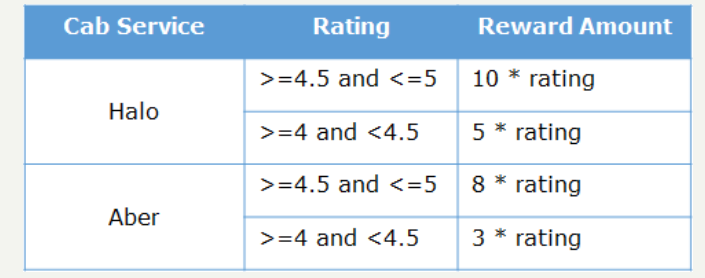 Cab Service Rating Reward Amount
Halo
>=4.5 and <=5 10 * rating
>=4 and <4.5 5 * rating
Aber
>=4.5 and <=5 8 * rating
>=4 and <4.5 3 * rating